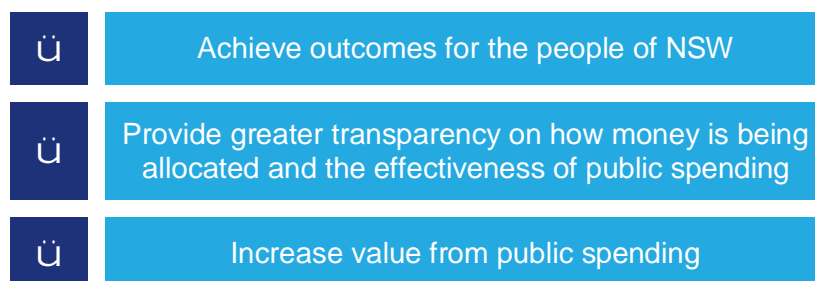 ü
Achieve outcomes for the people of NSW
ü
Provide greater transparency on how money is being
allocated and the effectiveness of public spending
ü
Increase value from public spending